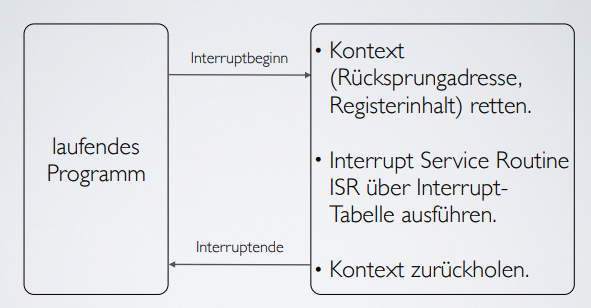 laufendes
Programm
Interruptbeginn
Interruptende
• Kontext
(Rücksprungadresse,
Registerinhalt) retten.
• Interrupt Service Routine
ISR über Interrupt-
Tabelle ausführen.
• Kontext zurückholen.